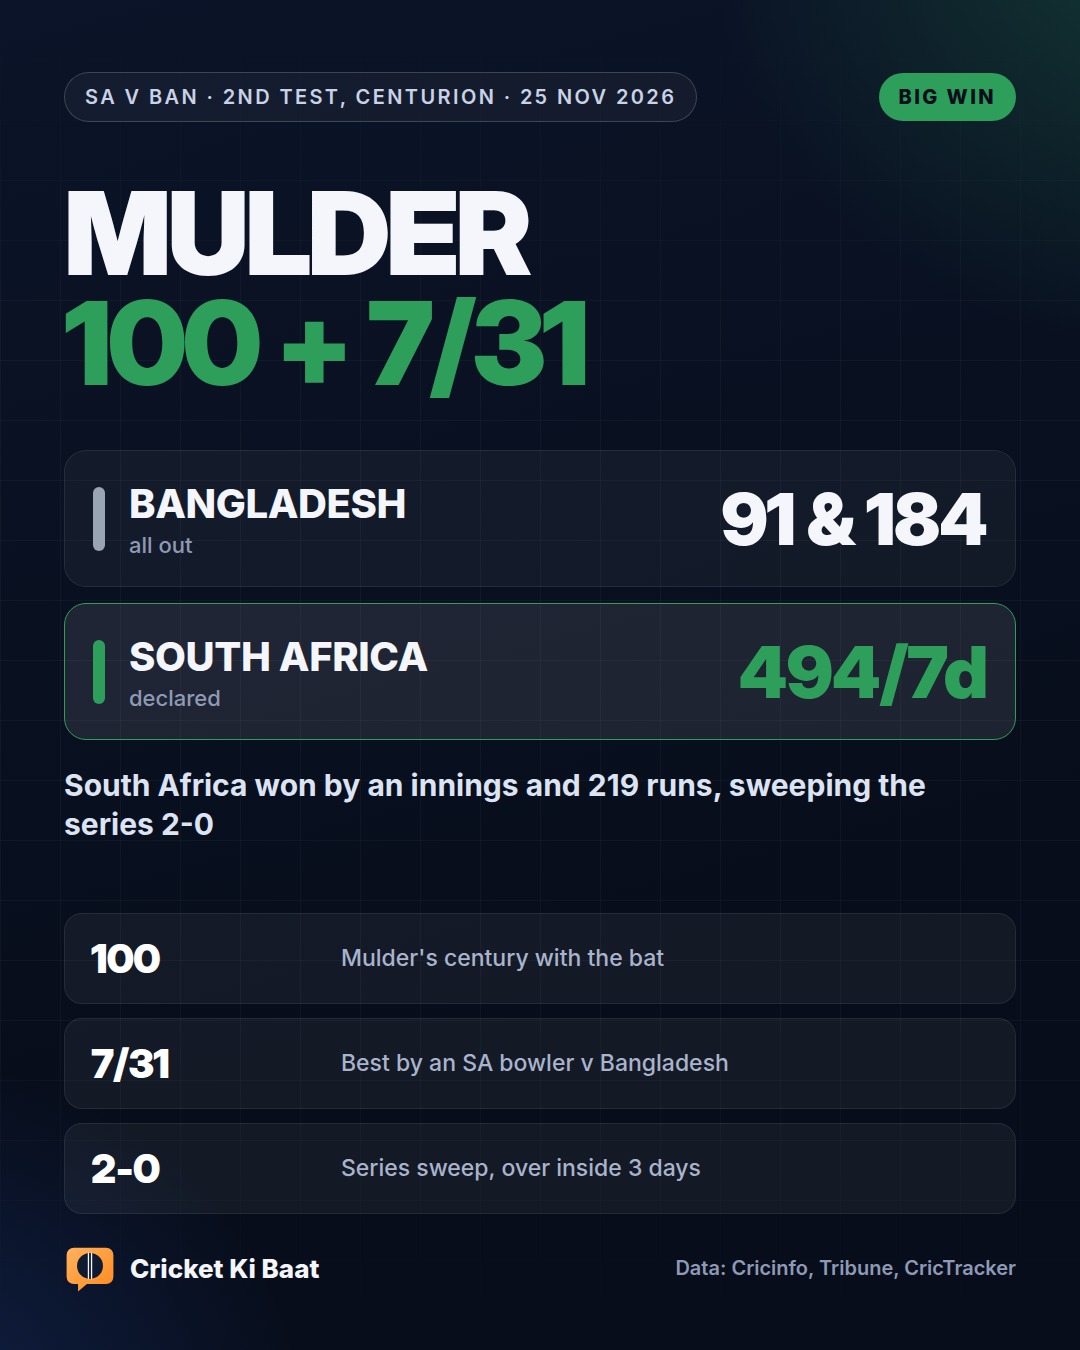 SA V BAN · 2ND TEST, CENTURION · 25 NOV 2026
BIG WIN
MULDER
100 + 7/31
BANGLADESH
all out
91 & 184
SOUTH AFRICA
declared
494/7d
South Africa won by an innings and 219 runs, sweeping the
series 2-0
100
Mulder's century with the bat
7/31
Best by an SA bowler v Bangladesh
2-0
Series sweep, over inside 3 days
Cricket Ki Baat
Data: Cricinfo, Tribune, CricTracker